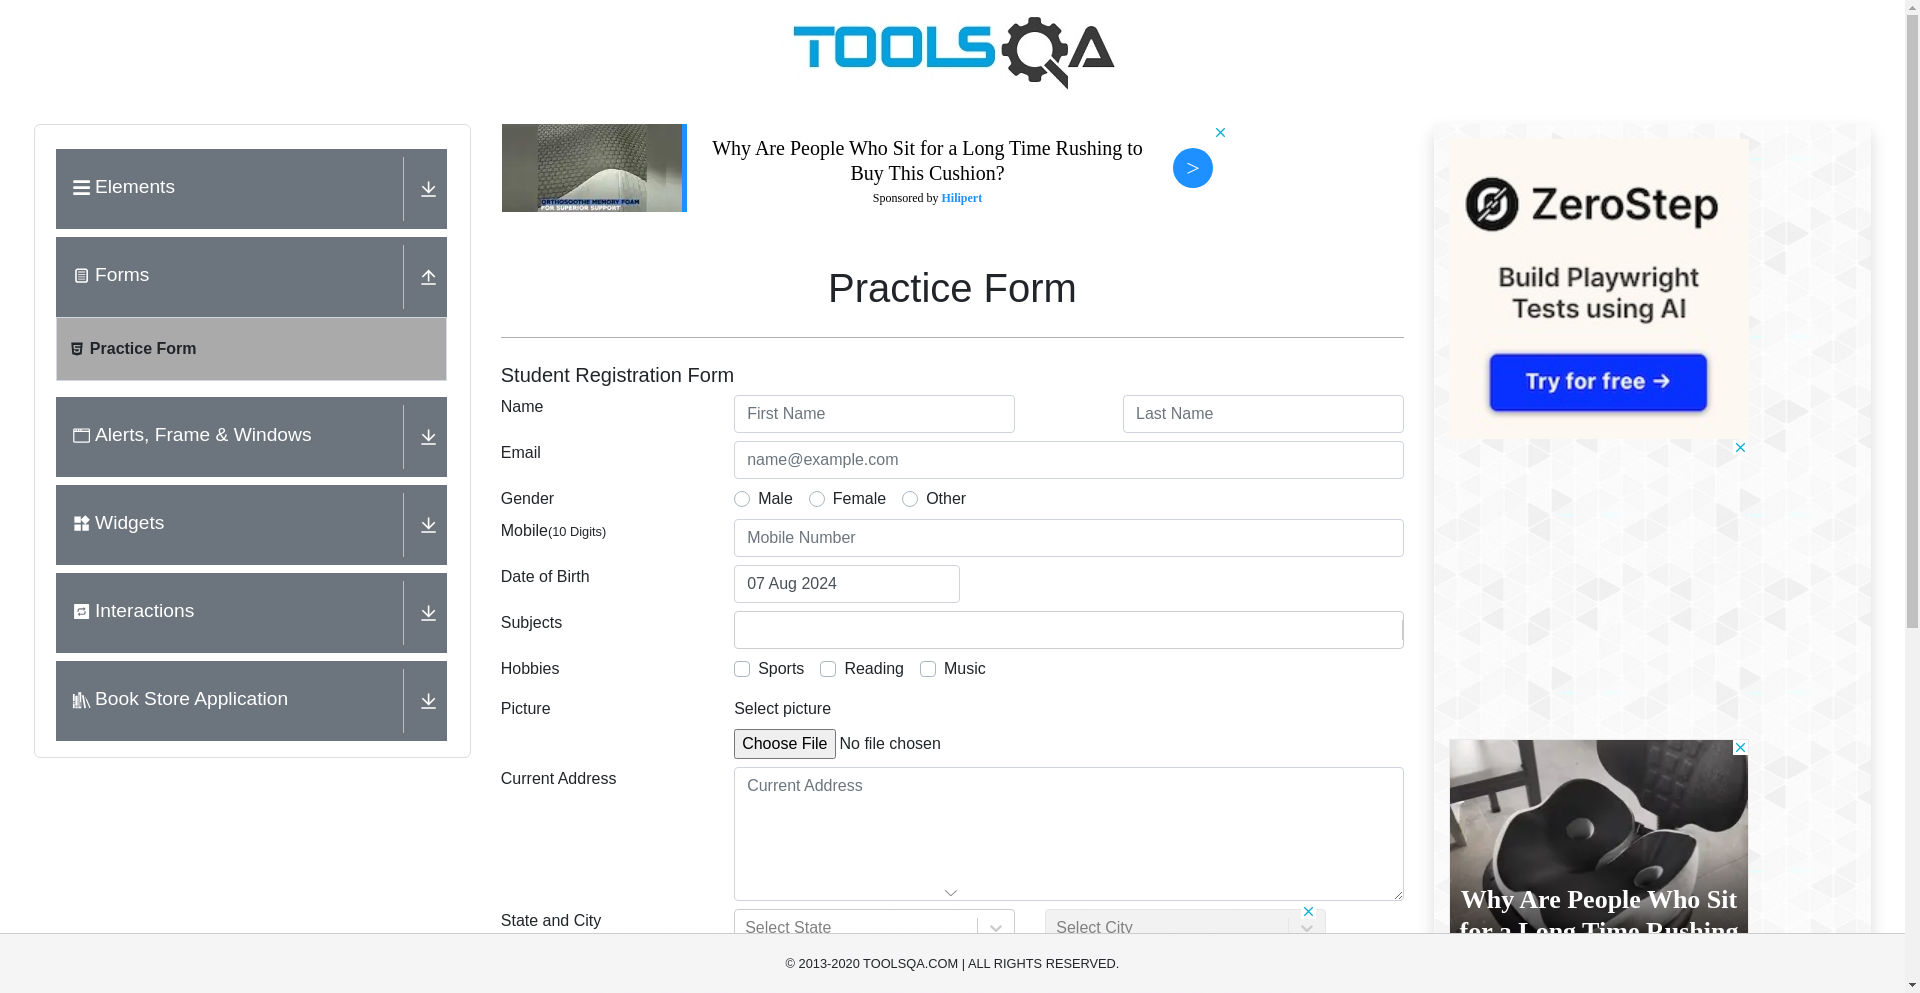 TOOLSQA
Elements
Forms
Practice Form
Alerts, Frame & Windows
Widgets
Interactions
Book Store Application
ORTHOSOOTHE MEMORY FOAM
FOR SUPERIOR SUPPORT
Why Are People Who Sit for a Long Time Rushing to
Buy This Cushion?
Sponsored by Hilipert
>
Practice Form
Student Registration Form
Name
First Name
Last Name
Email
name@example.com
Gender
Male
Female
Other
Mobile(10 Digits)
Mobile Number
Date of Birth
07 Aug 2024
Subjects
Hobbies
Sports
Reading
Music
Picture
Select picture
Choose File No file chosen
Current Address
Current Address
State and City
Select State
Select City
ZeroStep
Build Playwright
Tests using AI
Try for free →
Why Are People Who Sit
for a Long Time Rushing
© 2013-2020 TOOLSQA.COM | ALL RIGHTS RESERVED.